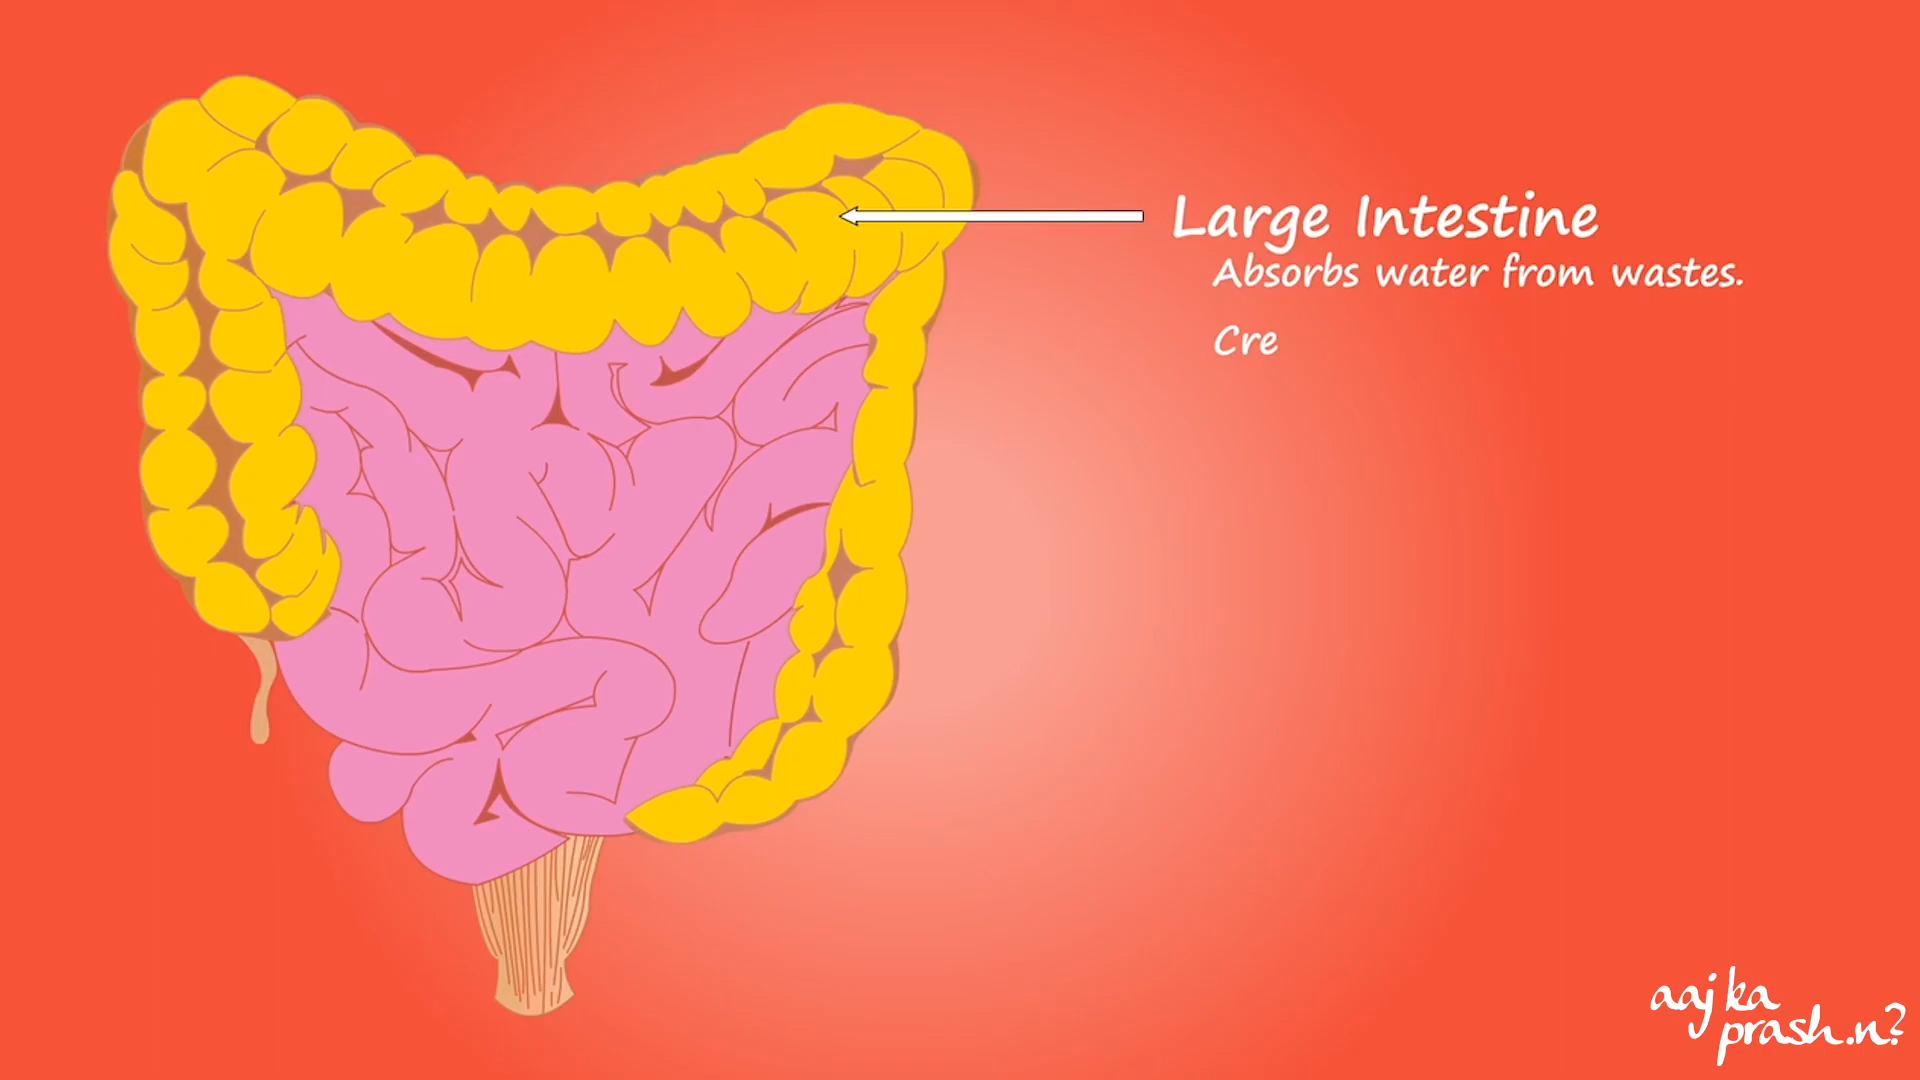 Large Intestine
Absorbs water from wastes.
Cre
aaj ka
prash.n?